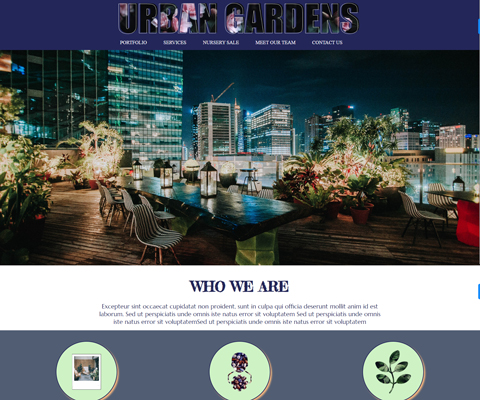 URBAN GARDENS
PORTFOLIO SERVICES NURSERY SALE MEET OUR TEAM CONTACT US
WHO WE ARE
Excepteur sint occaecat cupidatat non proident, sunt in culpa qui officia deserunt mollit anim id est
laborum. Sed ut perspiciatis unde omnis iste natus error sit voluptatem Sed ut perspiciatis unde omnis
iste natus error sit voluptatemSed ut perspiciatis unde omnis iste natus error sit voluptatem